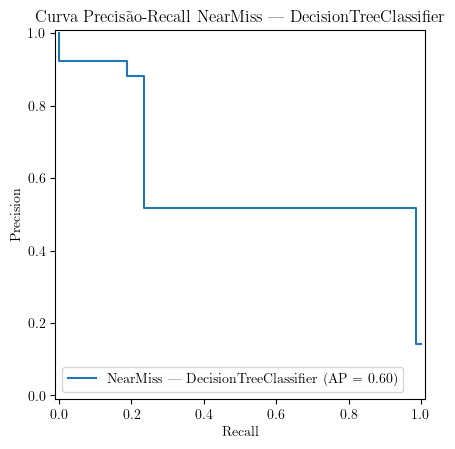 Curva Precisão-Recall NearMiss — DecisionTreeClassifier
1.0
0.8
0.6
0.4
0.2
0.0
Precision
NearMiss — DecisionTreeClassifier (AP = 0.60)
0.0 0.2 0.4 0.6 0.8 1.0
Recall